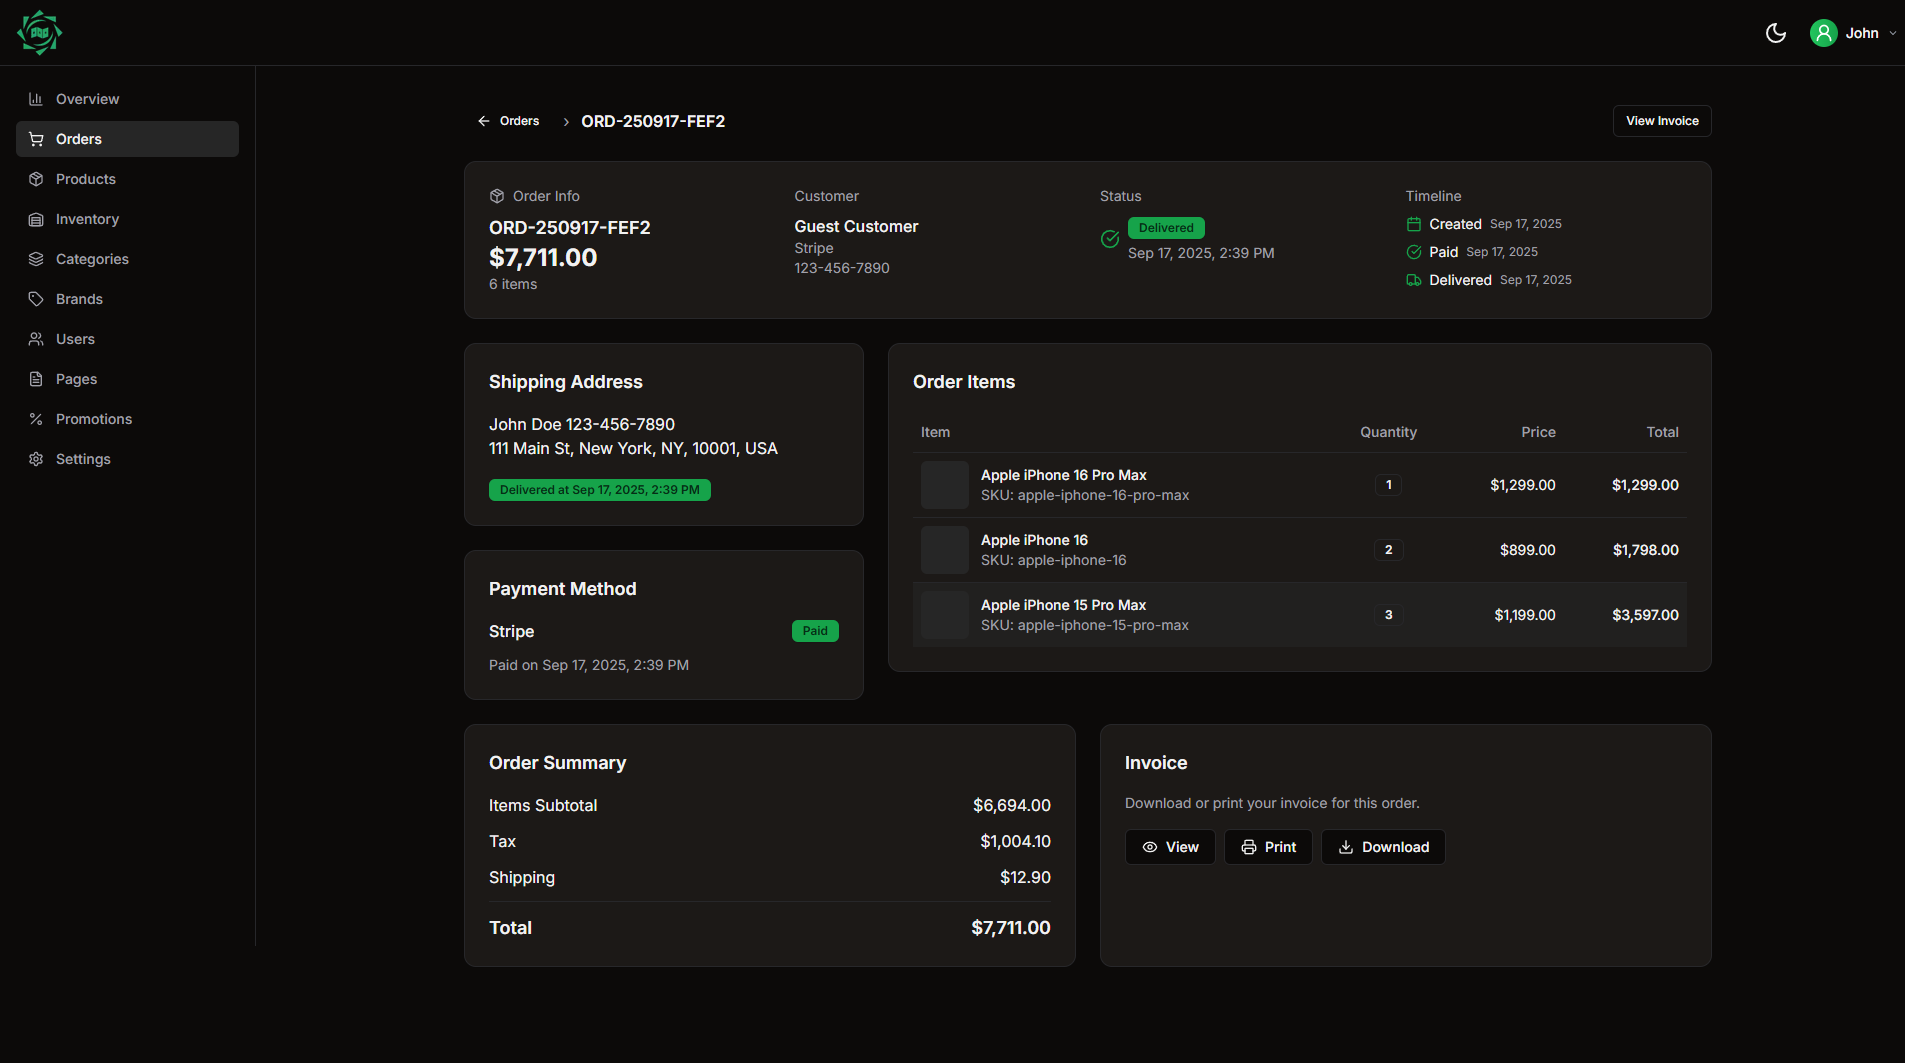 John
Overview
Orders
Products
Inventory
Categories
Brands
Users
Pages
Promotions
Settings
Orders
ORD-250917-FEF2
View Invoice
Order Info
ORD-250917-FEF2
$7,711.00
6 items
Customer
Guest Customer
Stripe
123-456-7890
Status
Delivered
Sep 17, 2025, 2:39 PM
Timeline
Created Sep 17, 2025
Paid Sep 17, 2025
Delivered Sep 17, 2025
Shipping Address
John Doe 123-456-7890
111 Main St, New York, NY, 10001, USA
Delivered at Sep 17, 2025, 2:39 PM
Payment Method
Stripe Paid
Paid on Sep 17, 2025, 2:39 PM
Order Items
Item Quantity Price Total
Apple iPhone 16 Pro Max
SKU: apple-iphone-16-pro-max
1 $1,299.00 $1,299.00
Apple iPhone 16
SKU: apple-iphone-16
2 $899.00 $1,798.00
Apple iPhone 15 Pro Max
SKU: apple-iphone-15-pro-max
3 $1,199.00 $3,597.00
Order Summary
Items Subtotal $6,694.00
Tax $1,004.10
Shipping $12.90
Total $7,711.00
Invoice
Download or print your invoice for this order.
View Print Download